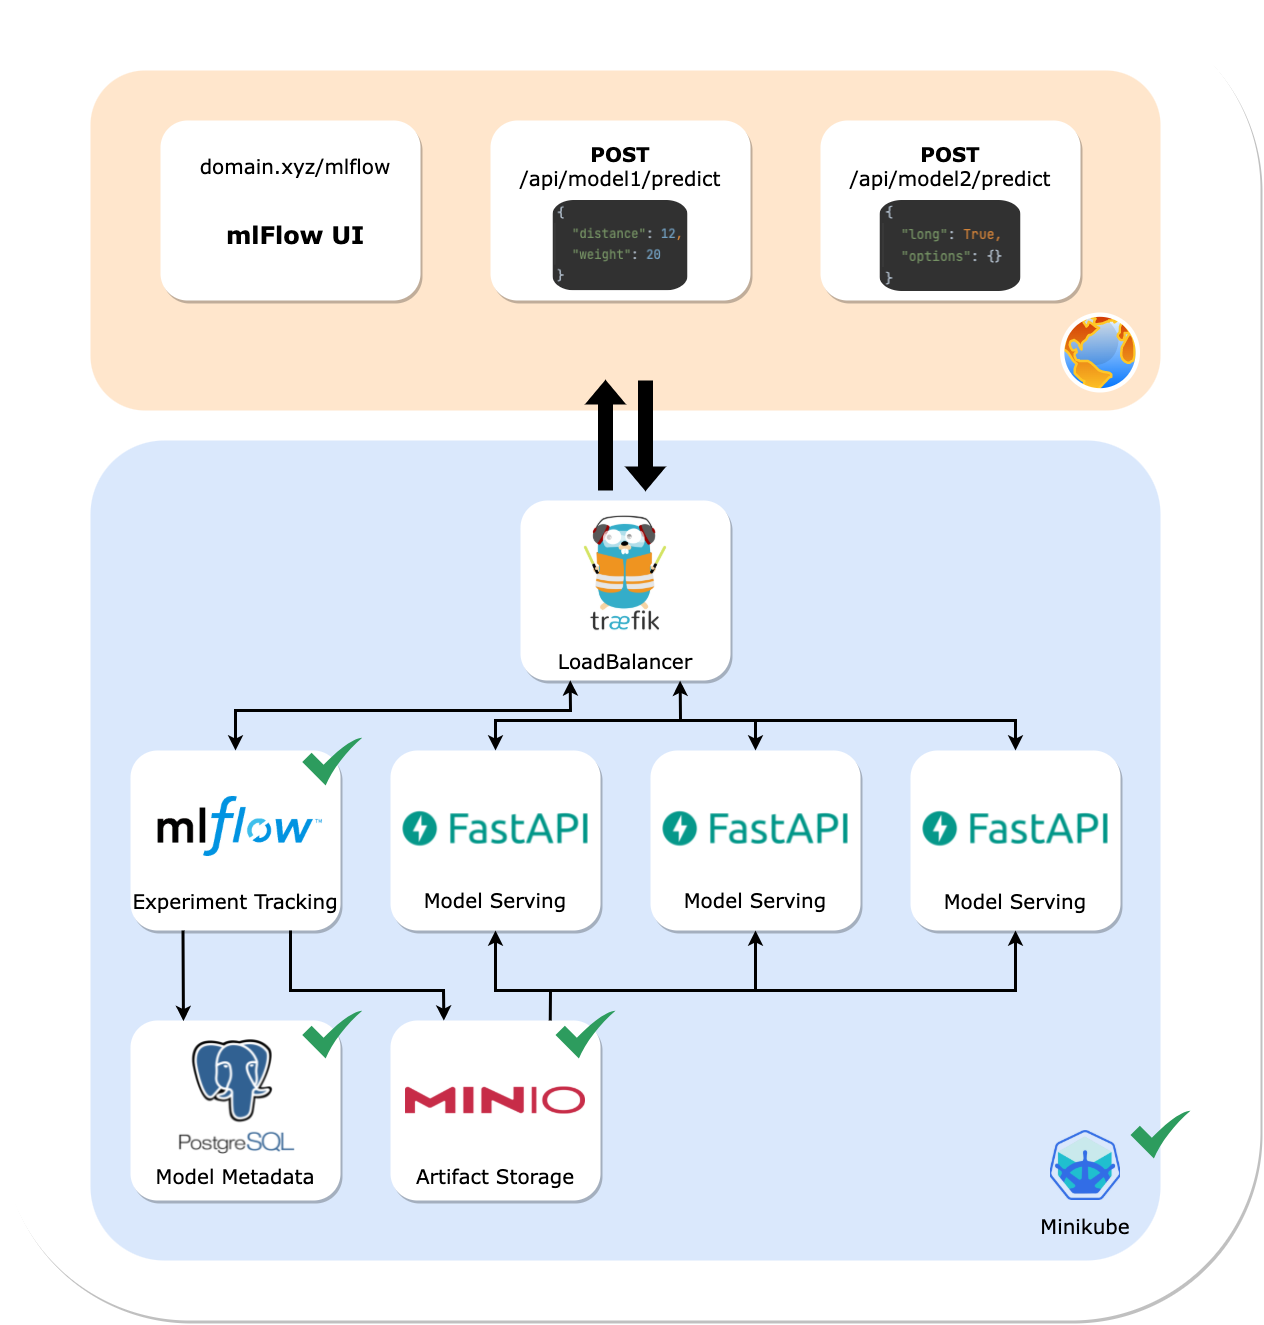 domain.xyz/mlflow
mlFlow UI
POST
/api/model1/predict
{
"distance": 12,
"weight": 20
}
POST
/api/model2/predict
{
"long": True,
"options": {}
}
træfik
LoadBalancer
mlflow™
Experiment Tracking
FastAPI
Model Serving
FastAPI
Model Serving
FastAPI
Model Serving
PostgreSQL
Model Metadata
MINIO
Artifact Storage
Minikube